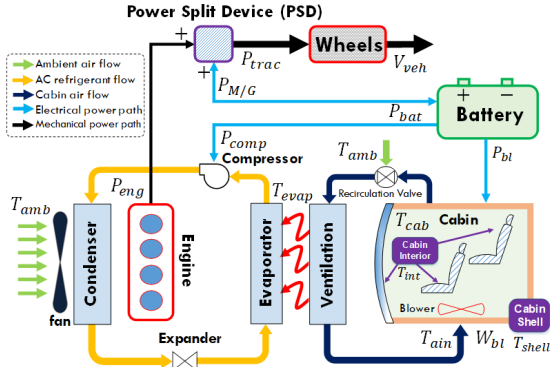 Power Split Device (PSD)
Ambient air flow
AC refrigerant flow
Cabin air flow
Electrical power path
Mechanical power path
+
+
P_trac
Wheels
V_veh
P_M/G
P_bat
+ −
Battery
P_comp
Compressor
T_amb
Recirculation Valve
P_bl
P_eng
T_evap
T_amb
fan
Condenser
Engine
Evaporator
Ventilation
T_cab
Cabin
Cabin
Interior
T_int
Blower
Cabin
Shell
T_shell
Expander
T_ain
W_bl